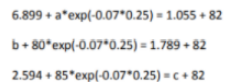 6.899 + a*exp(-0.07*0.25) = 1.055 + 82
b + 80*exp(-0.07*0.25) = 1.789 + 82
2.594 + 85*exp(-0.07*0.25) = c + 82